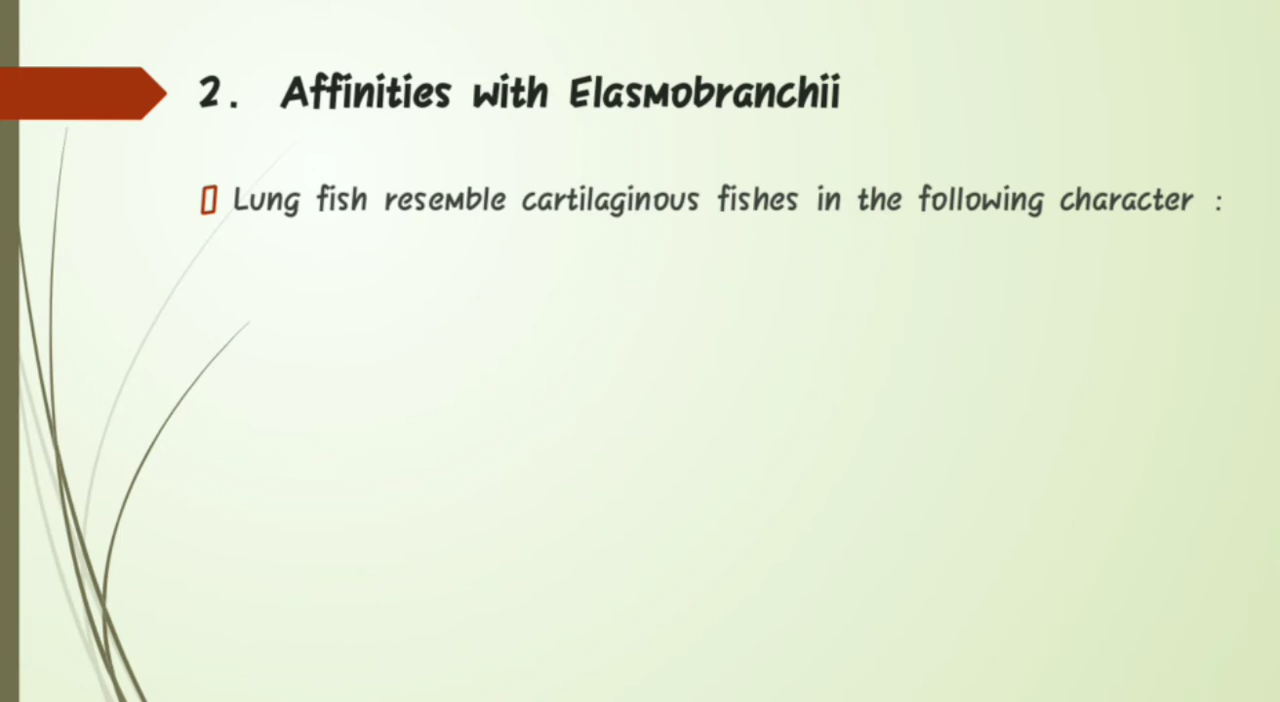 2. Affinities with Elasmobranchii
Lung fish resemble cartilaginous fishes in the following character :